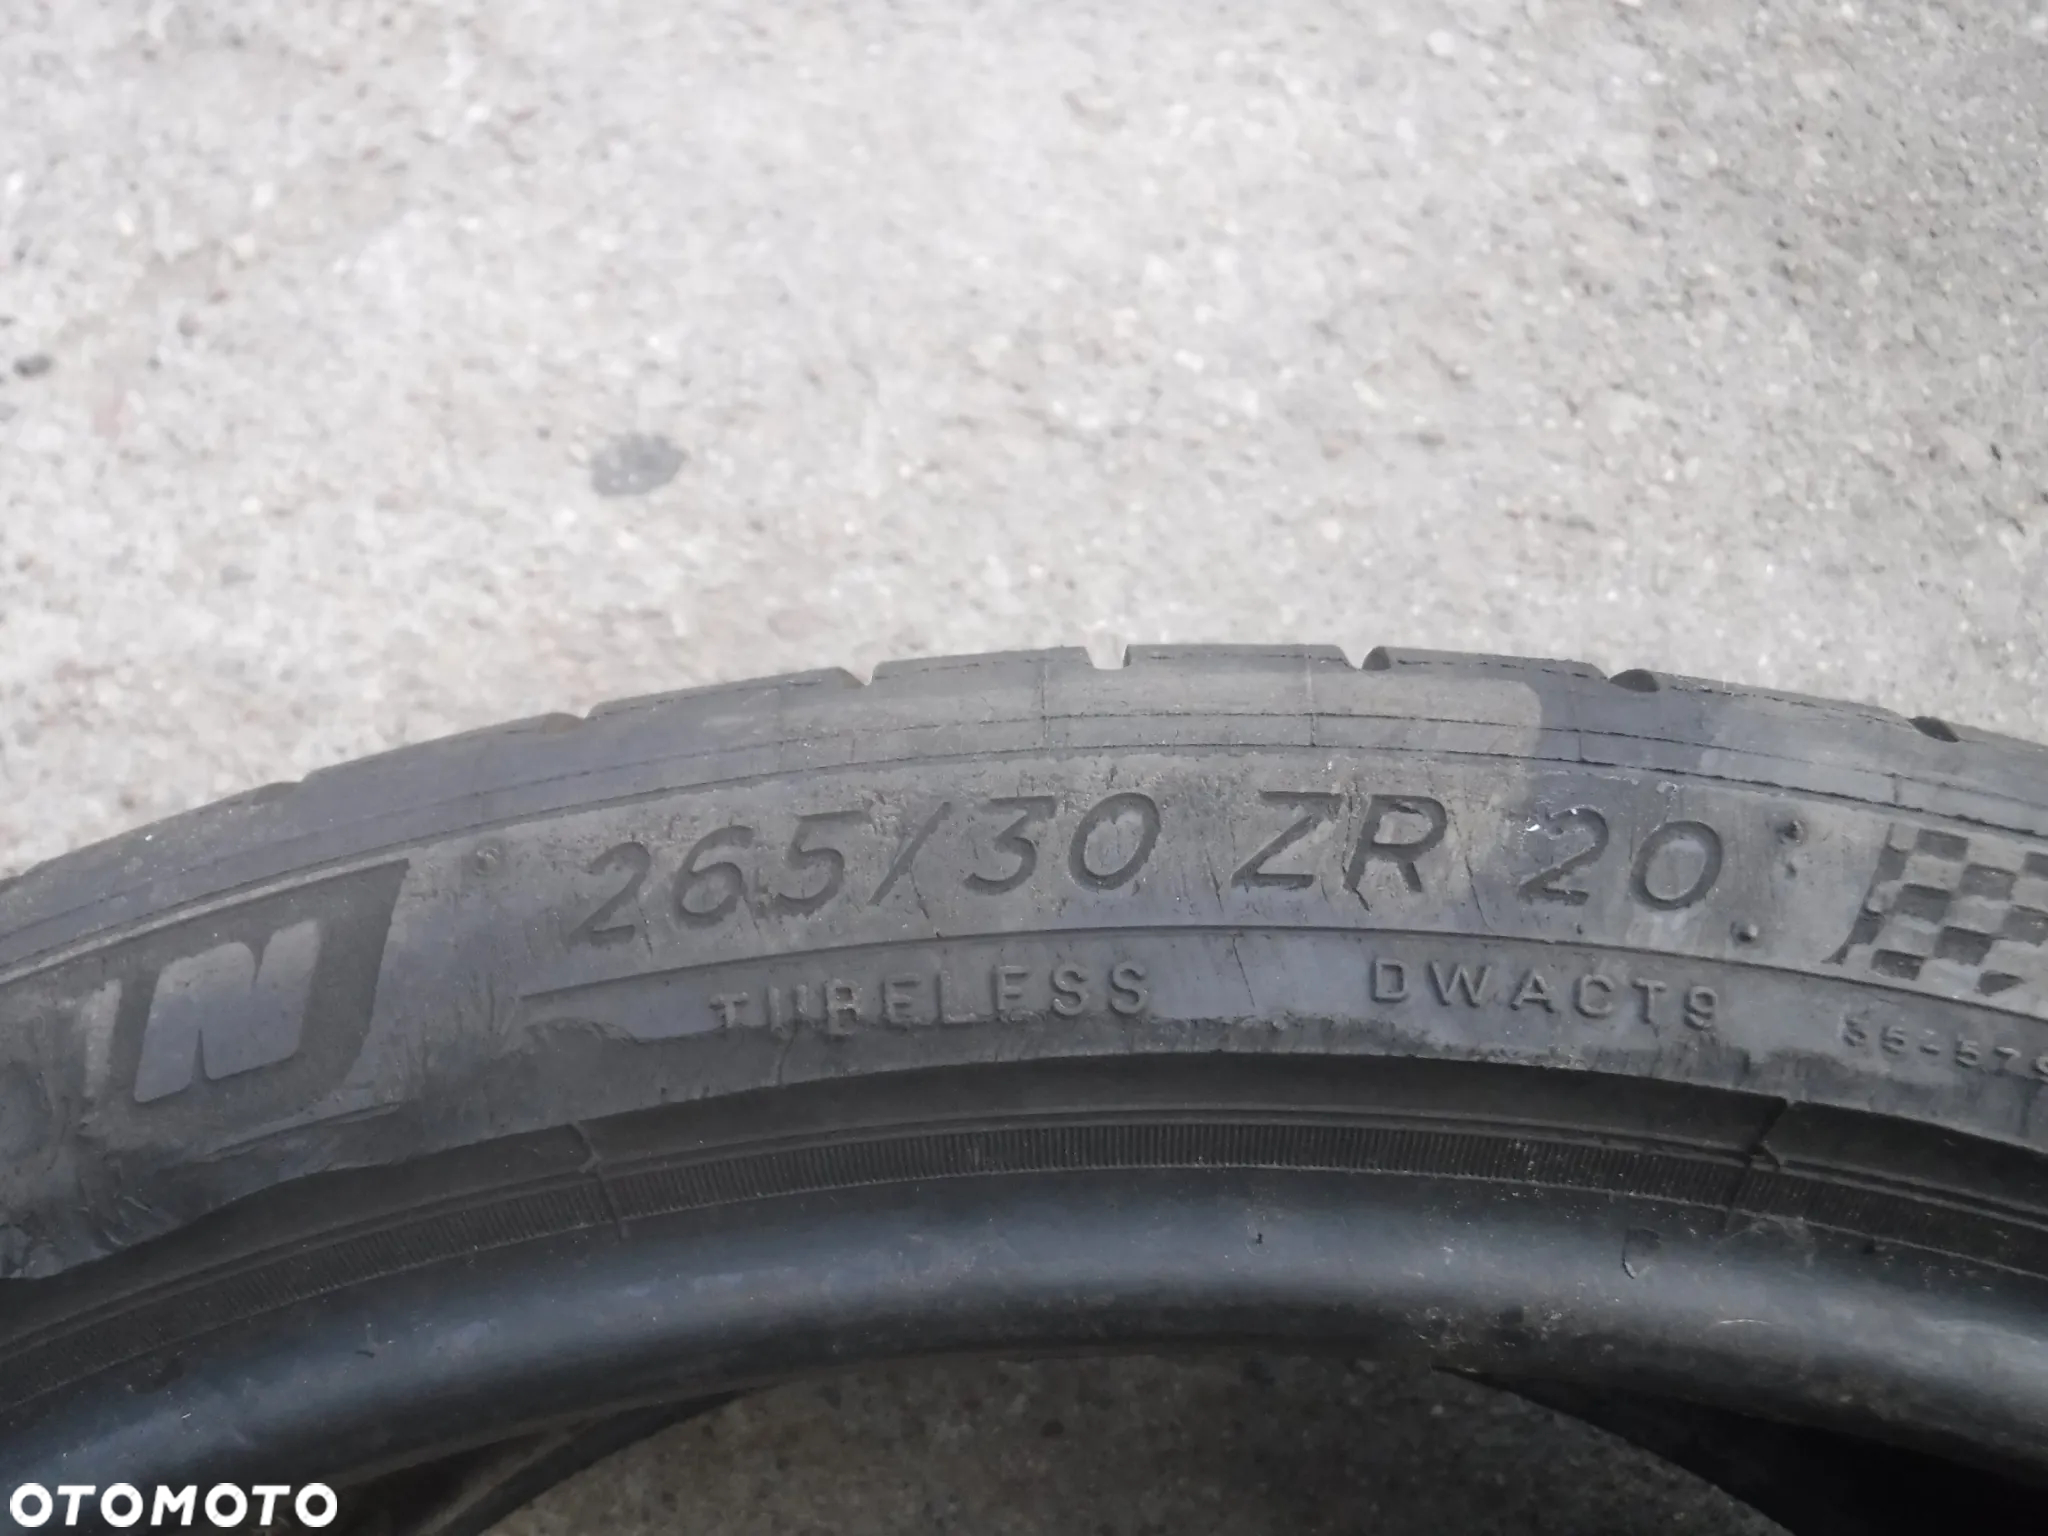 265/30 ZR 20
N
TUBELESS DWACT9
OTOMOTO